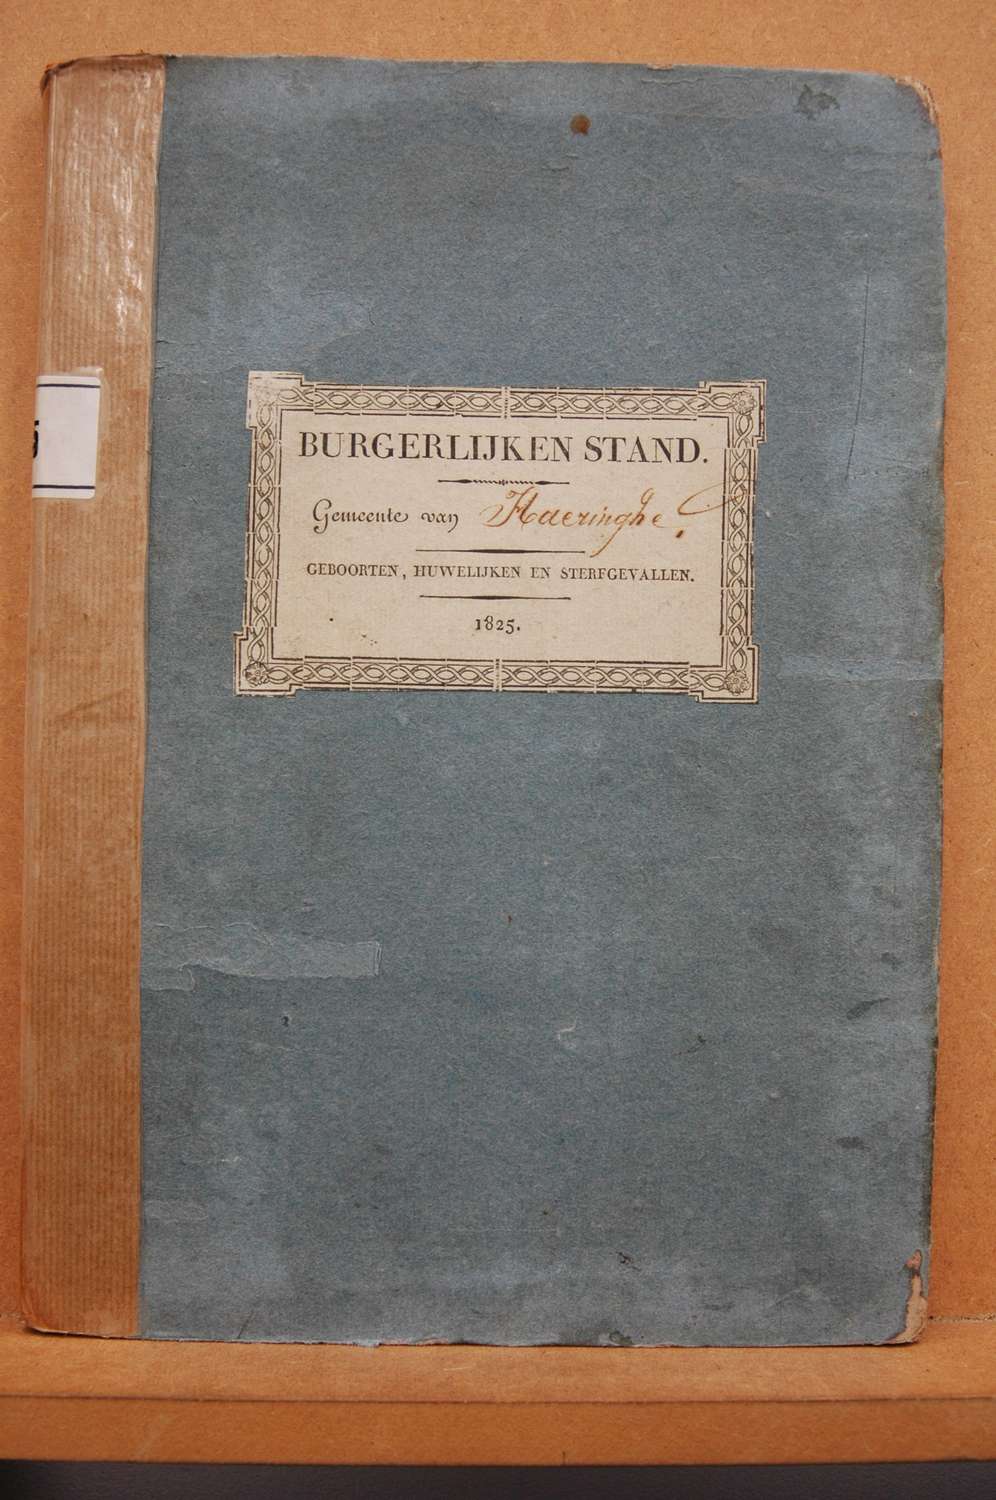 BURGERLIJKEN STAND.
Gemeente van Haeringhe.
GEBOORTEN, HUWELIJKEN EN STERFGEVALLEN.
1825.